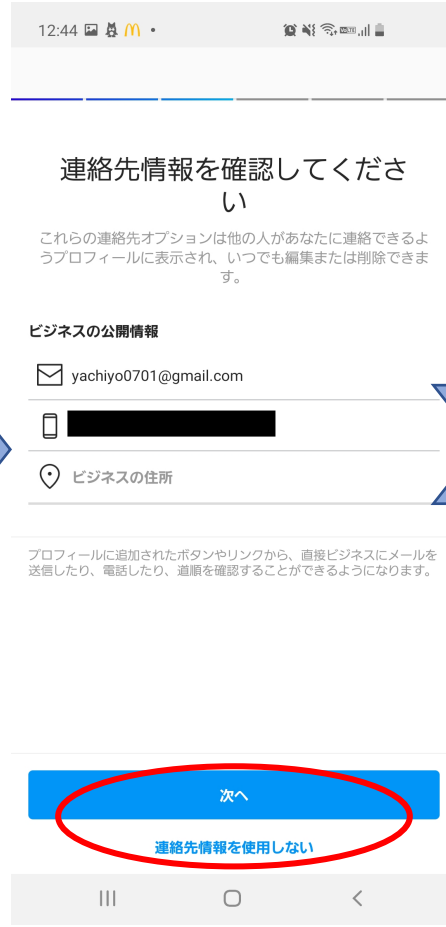 12:44
連絡先情報を確認してくださ
い
これらの連絡先オプションは他の人があなたに連絡できるよ
うプロフィールに表示され、いつでも編集または削除できま
す。
ビジネスの公開情報
yachiyo0701@gmail.com
ビジネスの住所
プロフィールに追加されたボタンやリンクから、直接ビジネスにメールを
送信したり、電話したり、道順を確認することができるようになります。
次へ
連絡先情報を使用しない